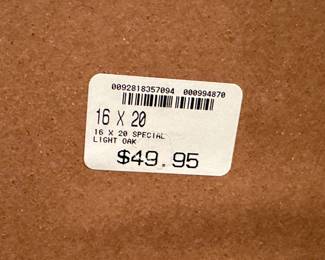 0092818357094 000994870
16 X 20
16 X 20 SPECIAL
LIGHT OAK
$49.95